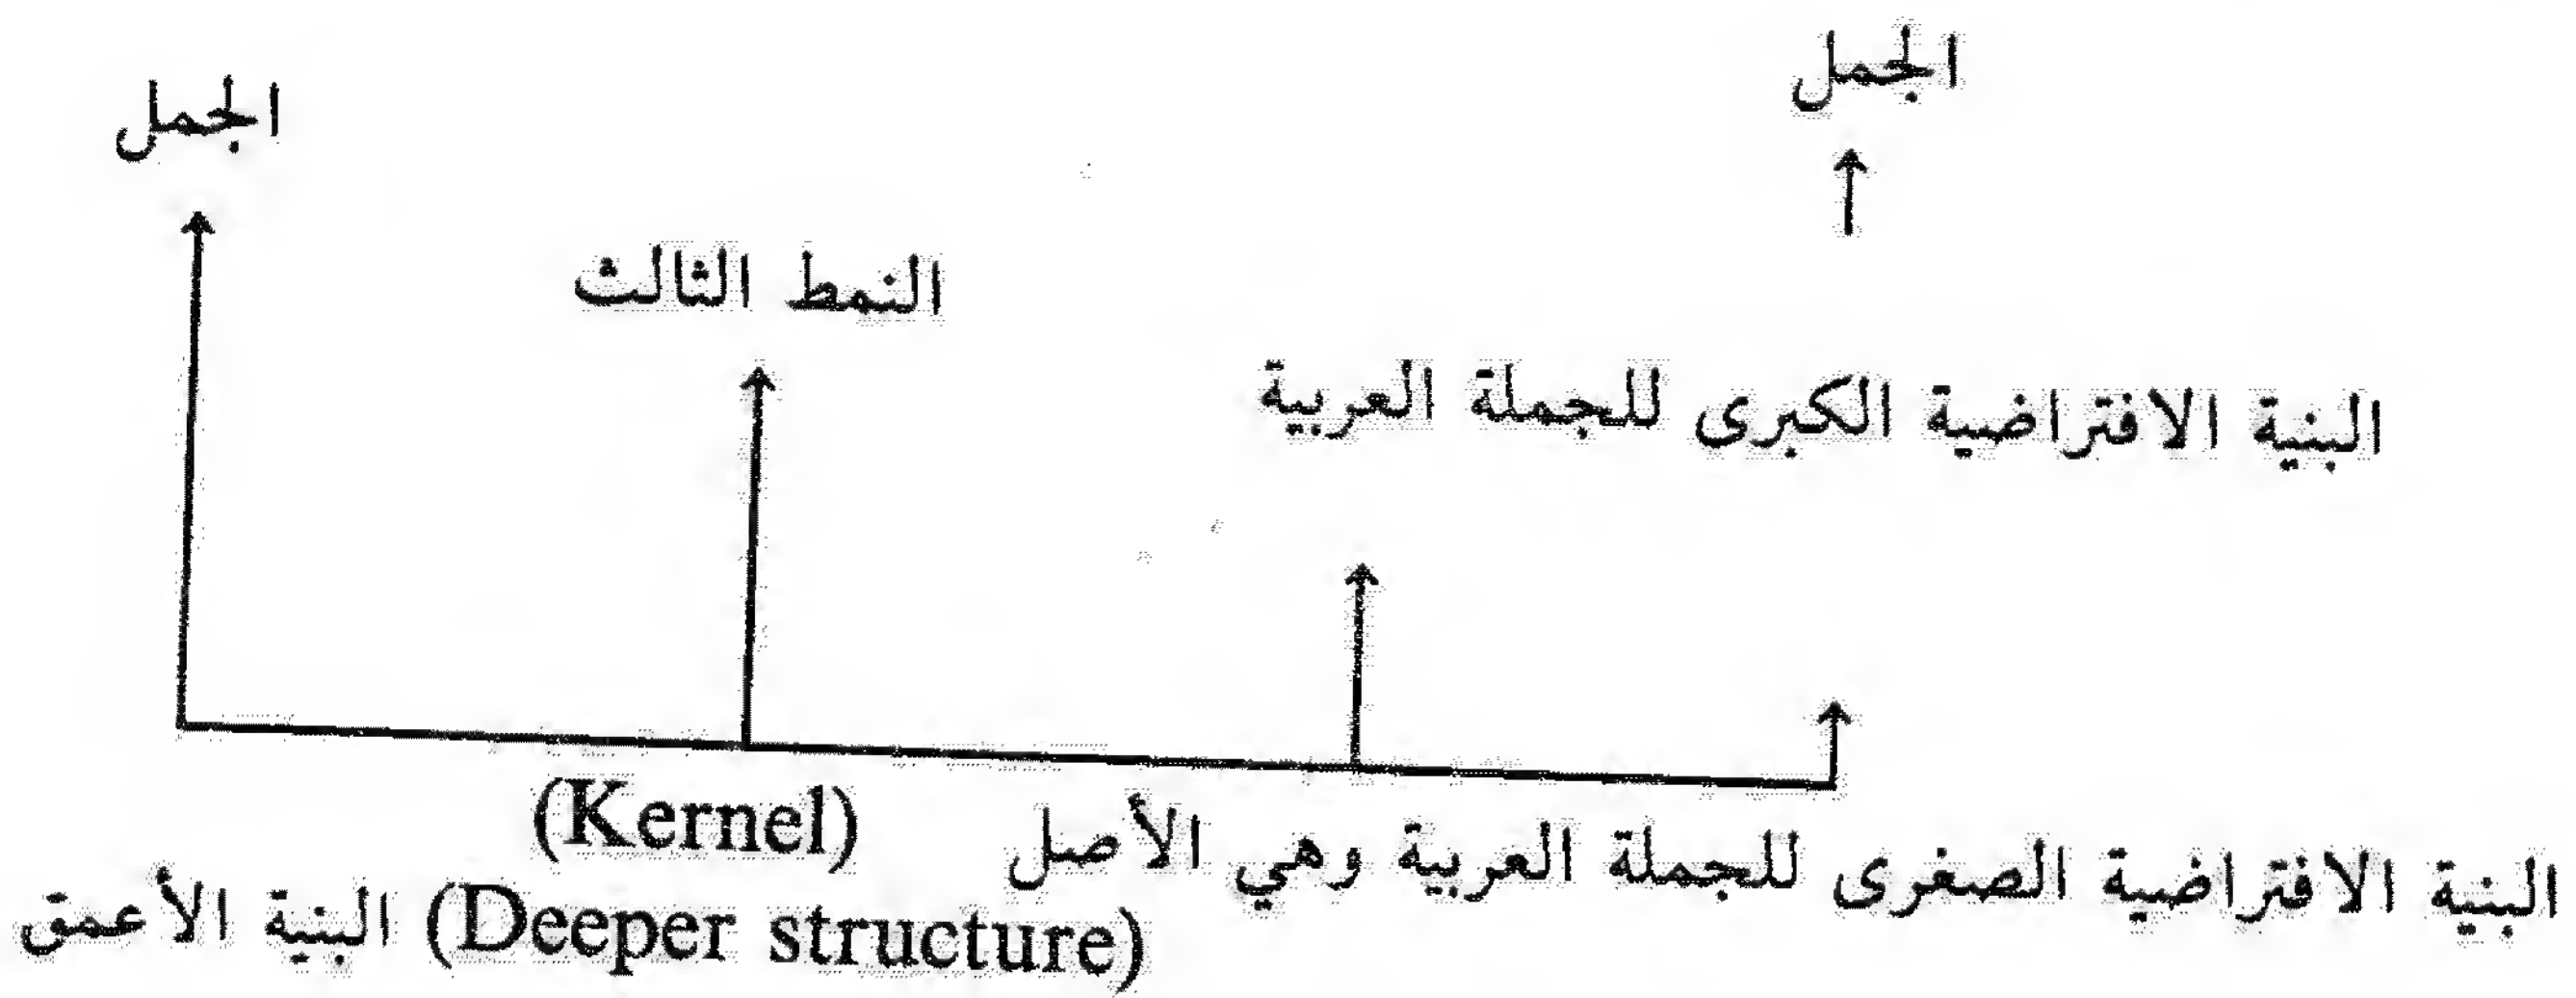 الجمل
الجمل
النمط الثالث
البنية الافتراضية الكبرى للجملة العربية
البنية الافتراضية الصغرى للجملة العربية وهي الأصل (Kernel)
(Deeper structure) البنية الأعمق